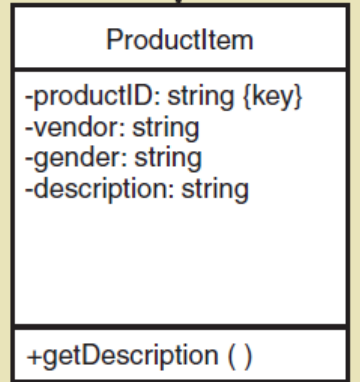 ProductItem
-productID: string {key}
-vendor: string
-gender: string
-description: string
+getDescription ( )